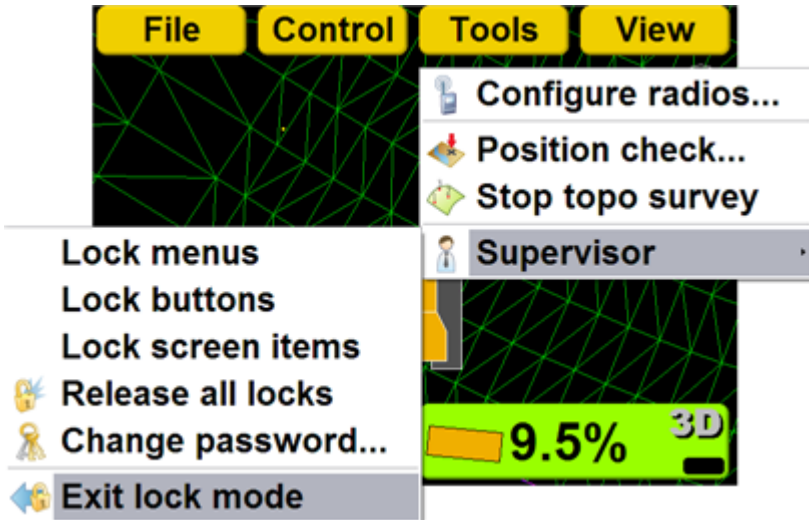 File Control Tools View
Configure radios...
Position check...
Stop topo survey
Supervisor
Lock menus
Lock buttons
Lock screen items
Release all locks
Change password...
Exit lock mode
9.5% 3D